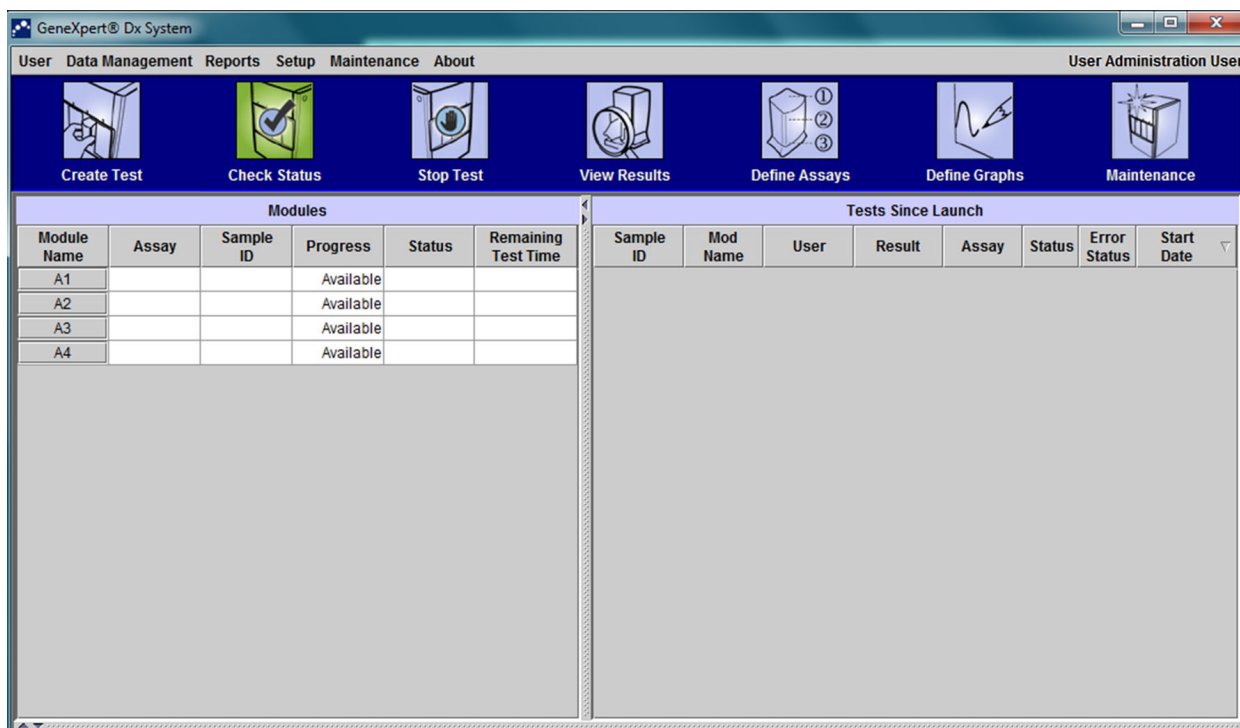 GeneXpert® Dx System
User Data Management Reports Setup Maintenance About User Administration User
① ② ③
Create Test Check Status Stop Test View Results Define Assays Define Graphs Maintenance
Modules
Module Name Assay Sample ID Progress Status Remaining Test Time
A1 Available
A2 Available
A3 Available
A4 Available
Tests Since Launch
Sample ID Mod Name User Result Assay Status Error Status Start Date